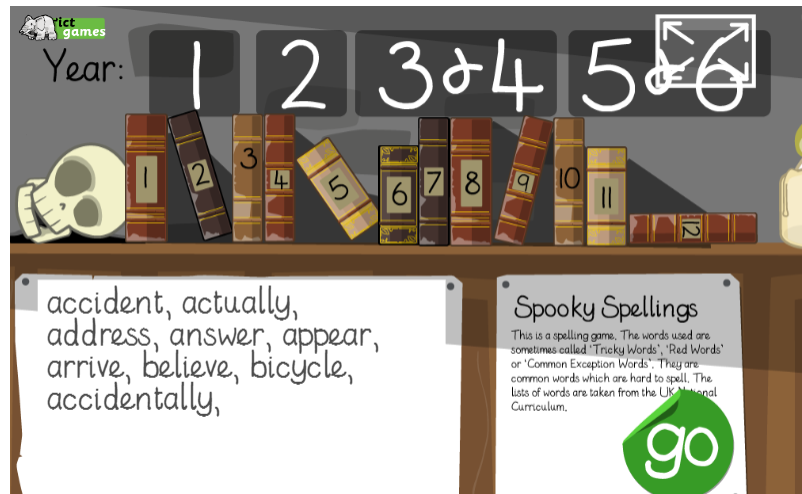 ict
games
Year: 1 2 3&4 5&6
1 2 3 4 5 6 7 8 9 10 11 12
accident, actually,
address, answer, appear,
arrive, believe, bicycle,
accidentally,
Spooky Spellings
This is a spelling game. The words used are
sometimes called 'Tricky Words', 'Red Words'
or 'Common Exception Words'. They are
common words which are hard to spell. The
lists of words are taken from the UK National
Curriculum.
go